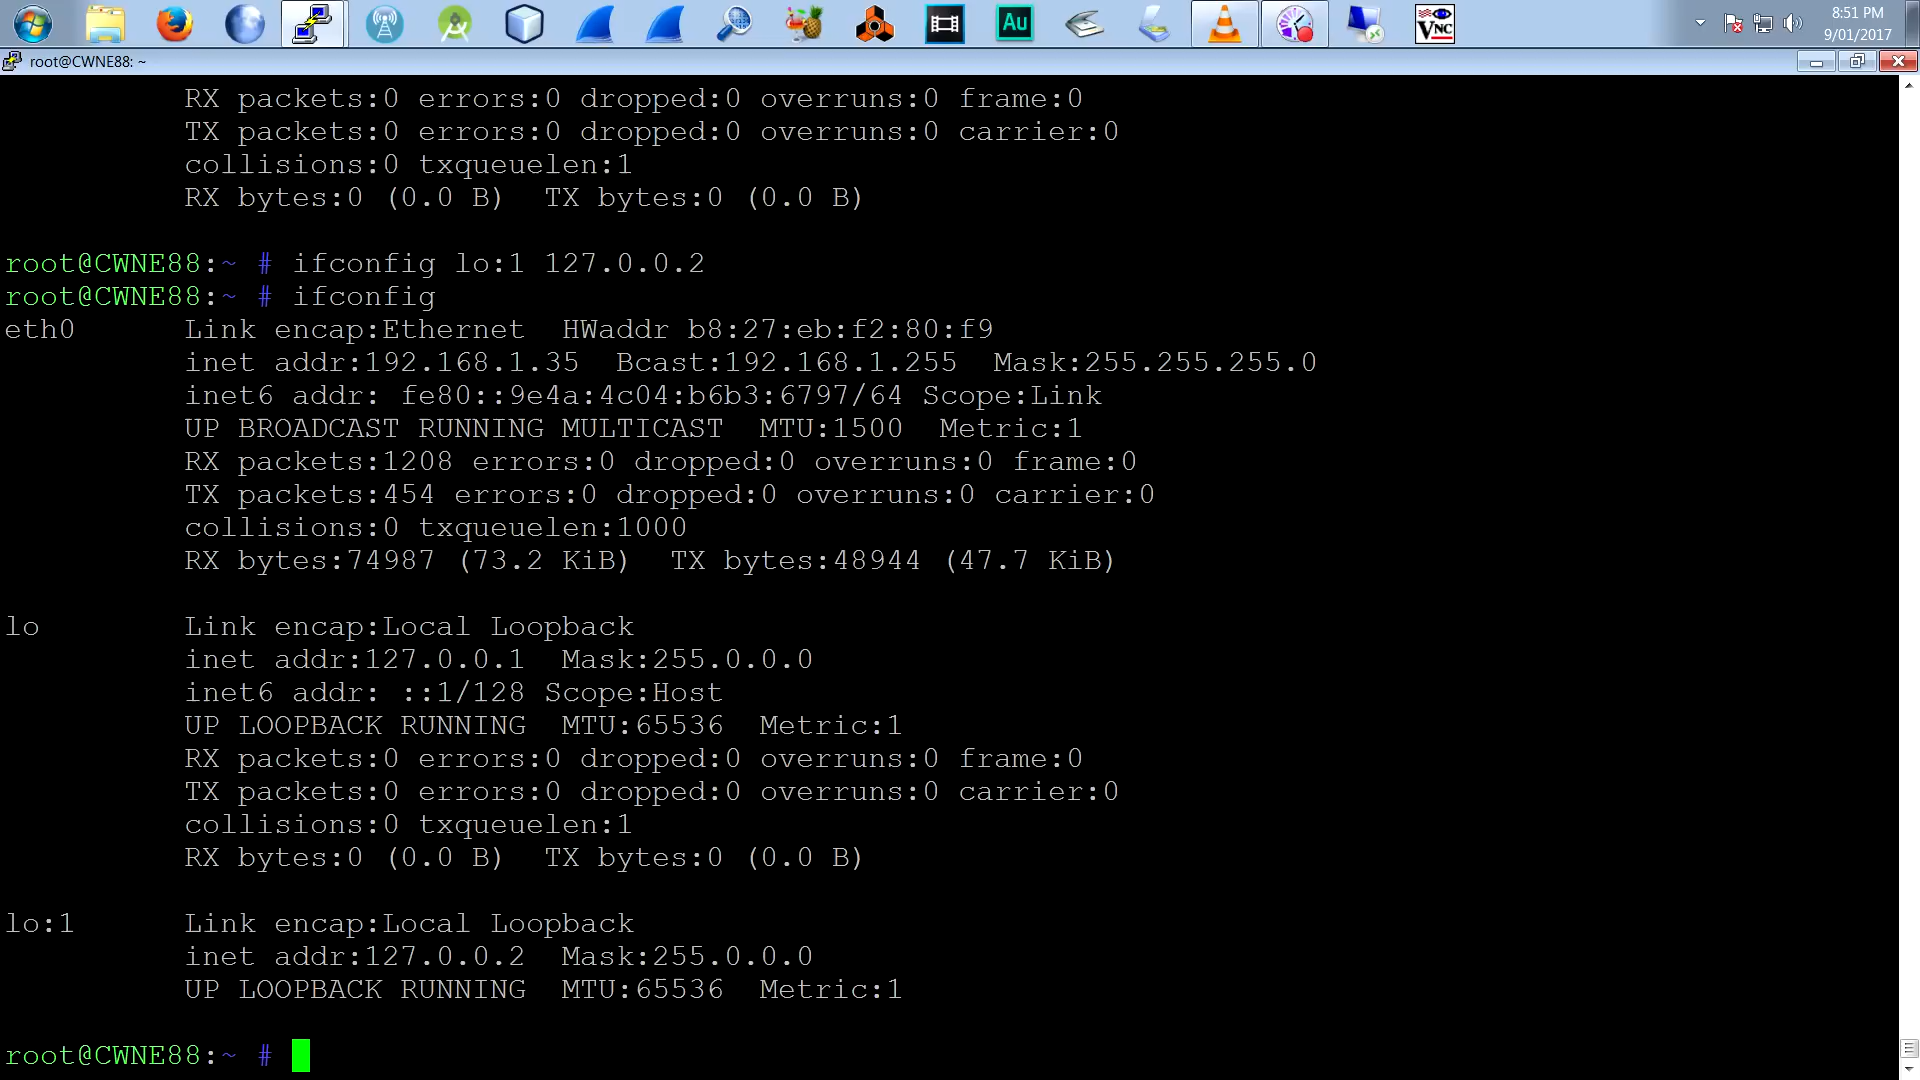 Au
VNC
8:51 PM
9/01/2017
root@CWNE88: ~
RX packets:0 errors:0 dropped:0 overruns:0 frame:0
TX packets:0 errors:0 dropped:0 overruns:0 carrier:0
collisions:0 txqueuelen:1
RX bytes:0 (0.0 B)  TX bytes:0 (0.0 B)
root@CWNE88:~ # ifconfig lo:1 127.0.0.2
root@CWNE88:~ # ifconfig
eth0      Link encap:Ethernet  HWaddr b8:27:eb:f2:80:f9
inet addr:192.168.1.35  Bcast:192.168.1.255  Mask:255.255.255.0
inet6 addr: fe80::9e4a:4c04:b6b3:6797/64 Scope:Link
UP BROADCAST RUNNING MULTICAST  MTU:1500  Metric:1
RX packets:1208 errors:0 dropped:0 overruns:0 frame:0
TX packets:454 errors:0 dropped:0 overruns:0 carrier:0
collisions:0 txqueuelen:1000
RX bytes:74987 (73.2 KiB)  TX bytes:48944 (47.7 KiB)
lo        Link encap:Local Loopback
inet addr:127.0.0.1  Mask:255.0.0.0
inet6 addr: ::1/128 Scope:Host
UP LOOPBACK RUNNING  MTU:65536  Metric:1
RX packets:0 errors:0 dropped:0 overruns:0 frame:0
TX packets:0 errors:0 dropped:0 overruns:0 carrier:0
collisions:0 txqueuelen:1
RX bytes:0 (0.0 B)  TX bytes:0 (0.0 B)
lo:1      Link encap:Local Loopback
inet addr:127.0.0.2  Mask:255.0.0.0
UP LOOPBACK RUNNING  MTU:65536  Metric:1
root@CWNE88:~ #